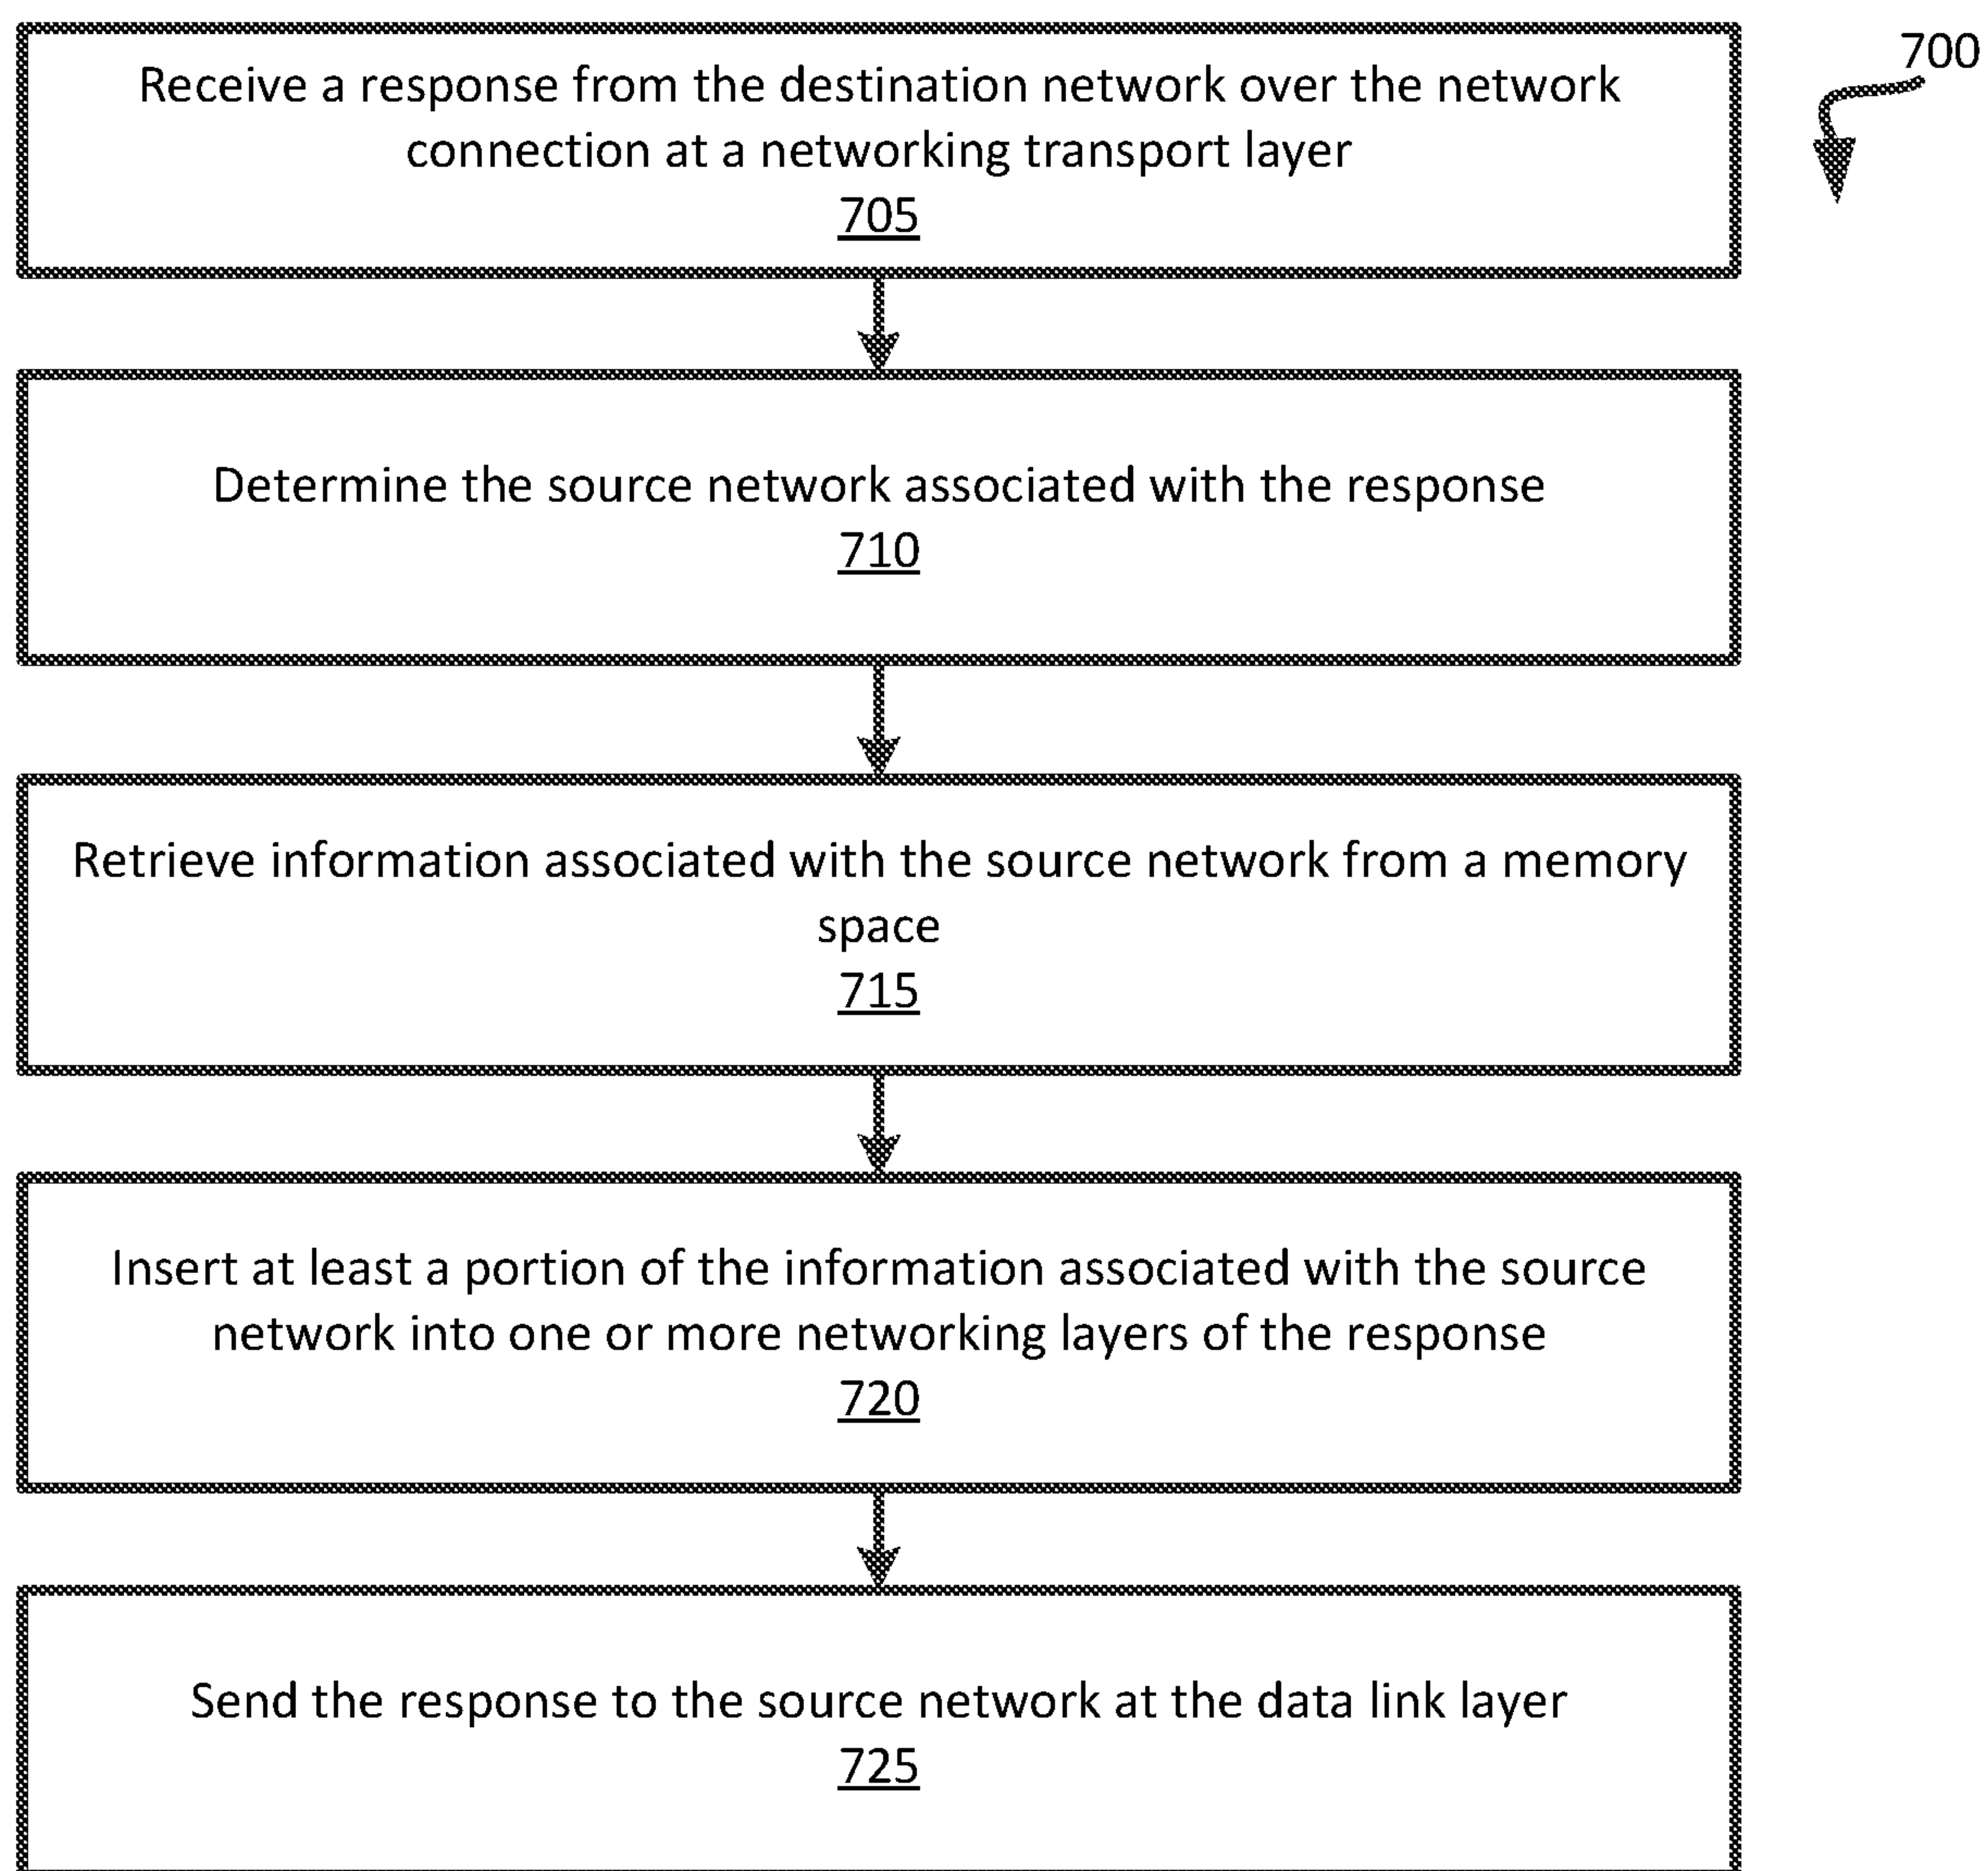 700
Receive a response from the destination network over the network
connection at a networking transport layer
705
Determine the source network associated with the response
710
Retrieve information associated with the source network from a memory
space
715
Insert at least a portion of the information associated with the source
network into one or more networking layers of the response
720
Send the response to the source network at the data link layer
725